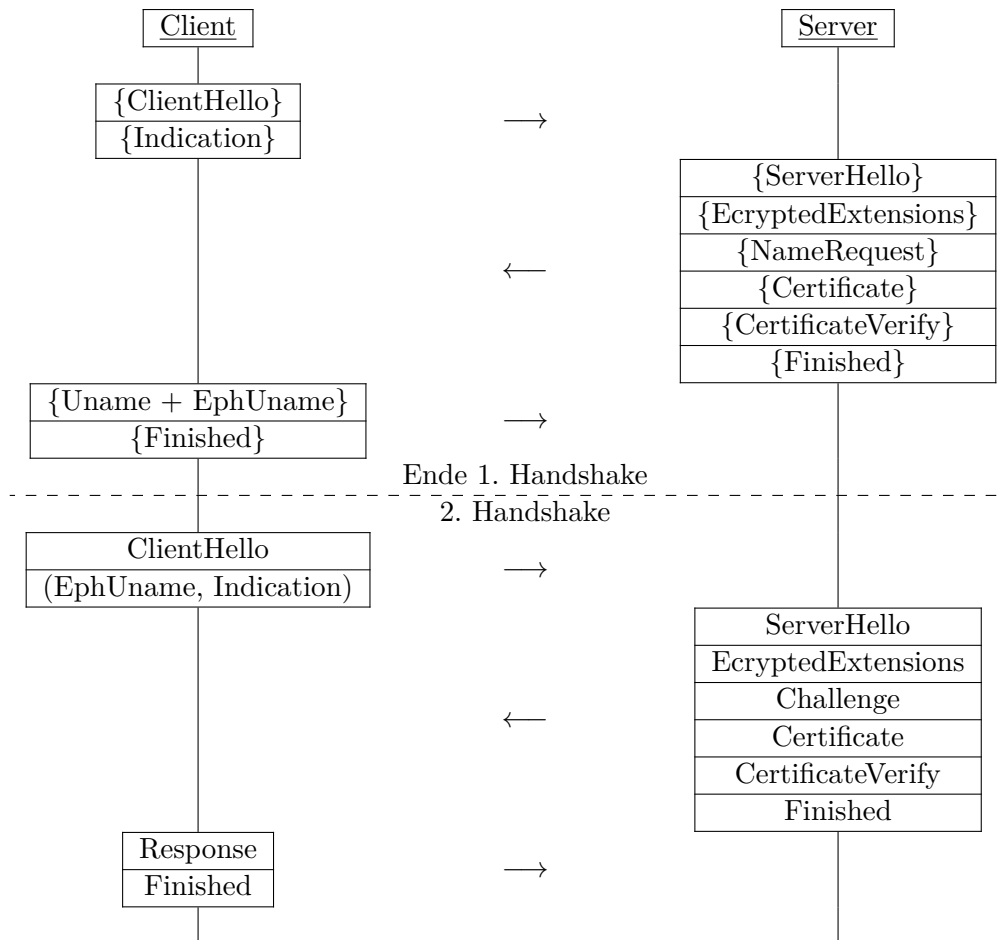 Client
Server
{ClientHello}
{Indication}
{ServerHello}
{EcryptedExtensions}
{NameRequest}
{Certificate}
{CertificateVerify}
{Finished}
{Uname + EphUname}
{Finished}
Ende 1. Handshake
2. Handshake
ClientHello
(EphUname, Indication)
ServerHello
EcryptedExtensions
Challenge
Certificate
CertificateVerify
Finished
Response
Finished